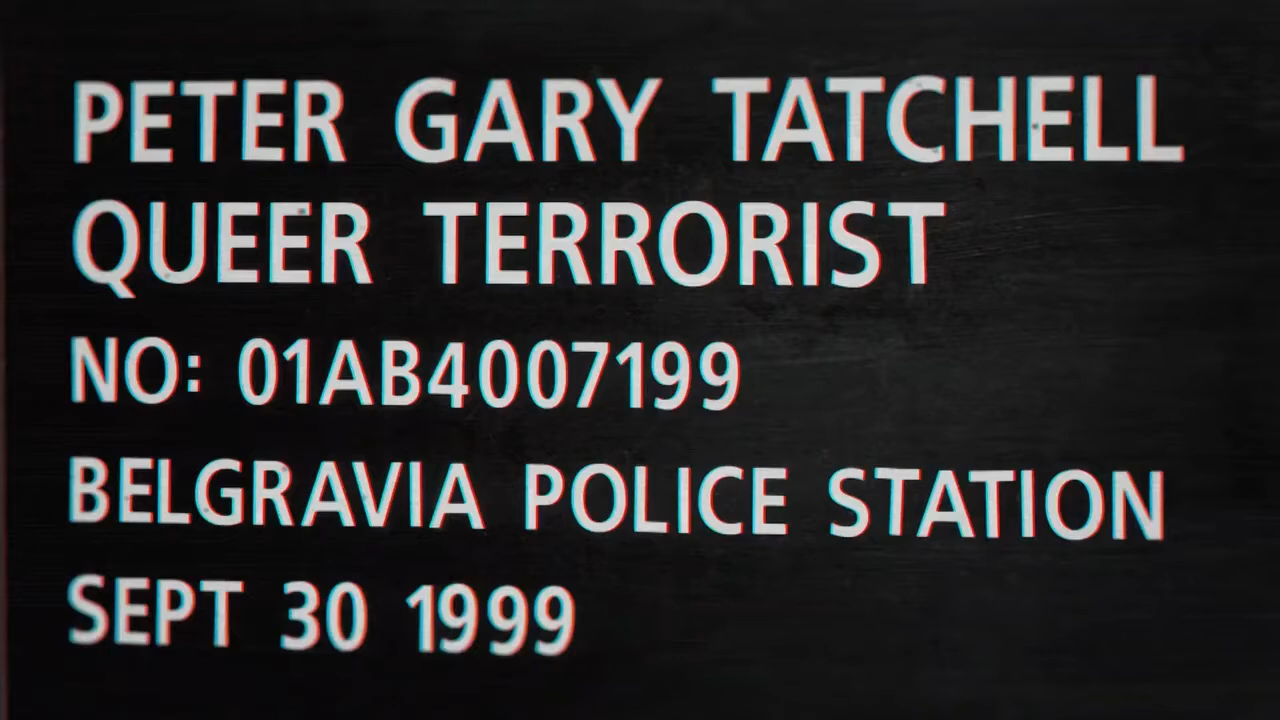 PETER GARY TATCHELL
QUEER TERRORIST
NO: 01AB4007199
BELGRAVIA POLICE STATION
SEPT 30 1999